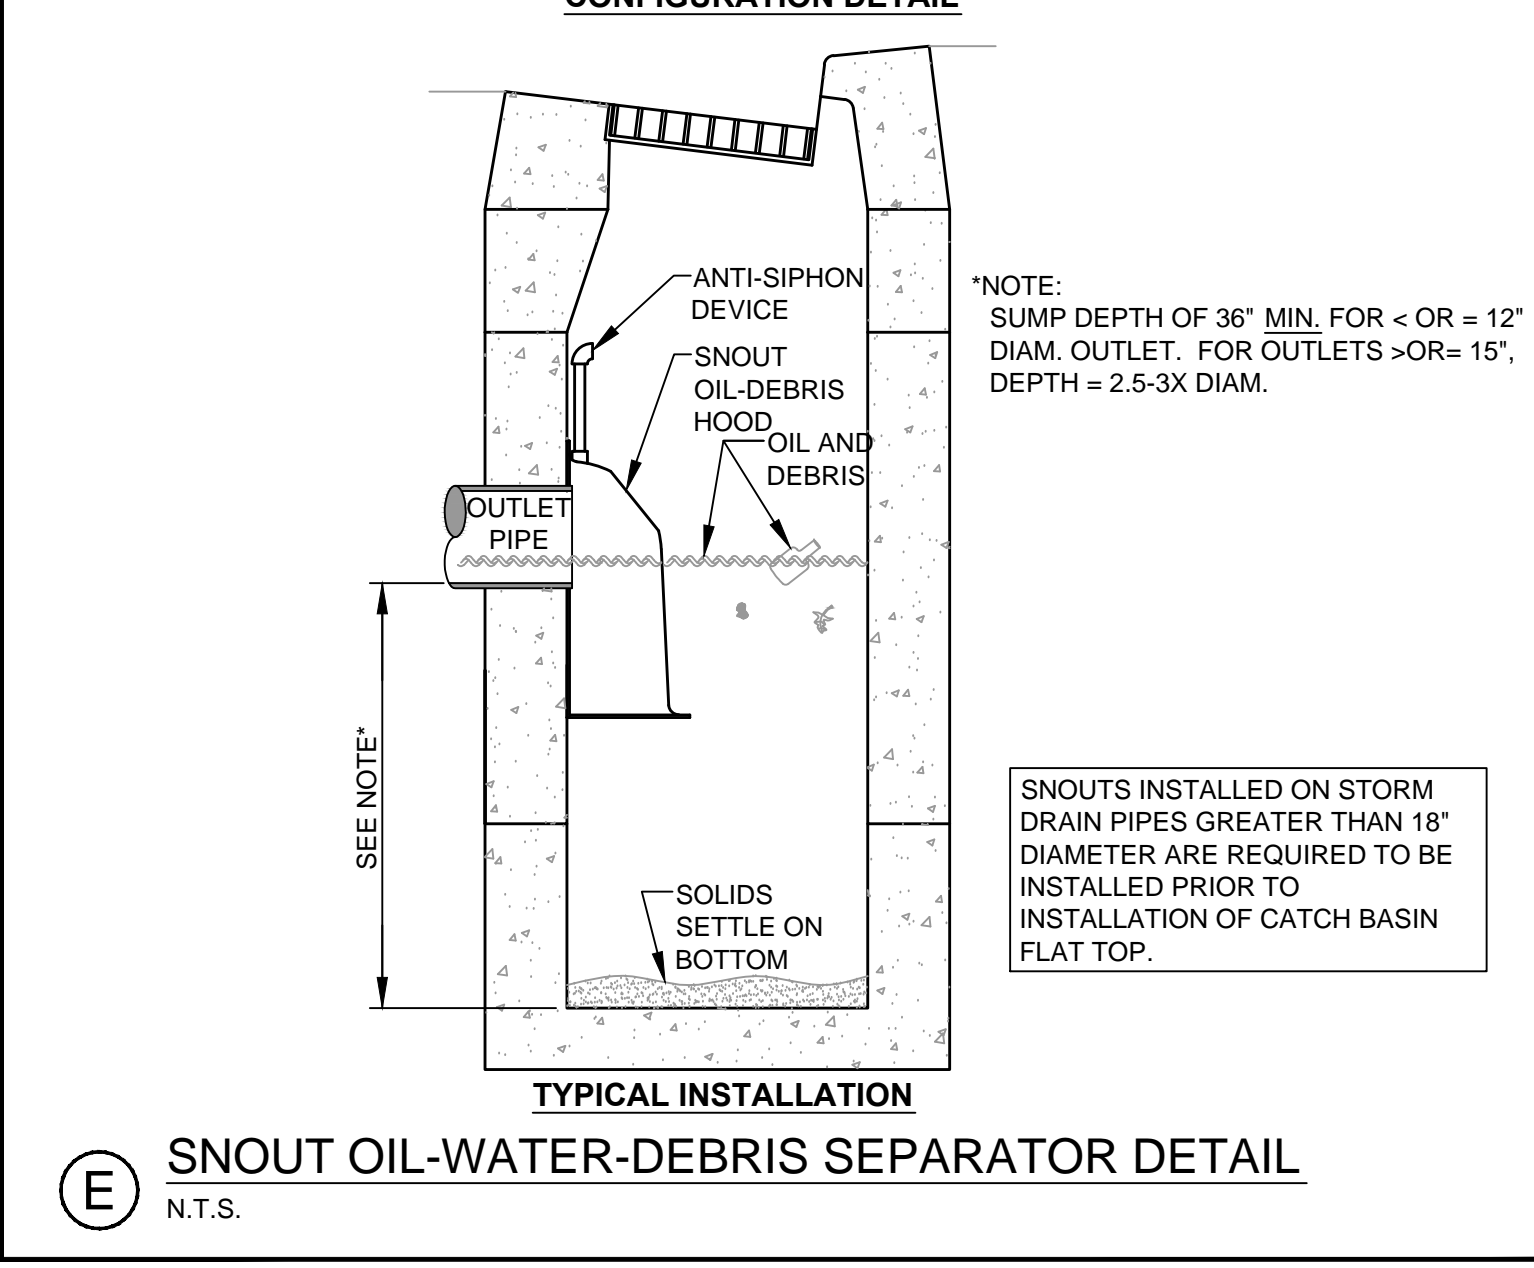 CONFIGURATION DETAIL
ANTI-SIPHON
DEVICE
SNOUT
OIL-DEBRIS
HOOD
OIL AND
DEBRIS
OUTLET
PIPE
*NOTE:
SUMP DEPTH OF 36" MIN. FOR < OR = 12"
DIAM. OUTLET. FOR OUTLETS >OR= 15",
DEPTH = 2.5-3X DIAM.
SEE NOTE*
SNOUTS INSTALLED ON STORM
DRAIN PIPES GREATER THAN 18"
DIAMETER ARE REQUIRED TO BE
INSTALLED PRIOR TO
INSTALLATION OF CATCH BASIN
FLAT TOP.
SOLIDS
SETTLE ON
BOTTOM
TYPICAL INSTALLATION
E
SNOUT OIL-WATER-DEBRIS SEPARATOR DETAIL
N.T.S.